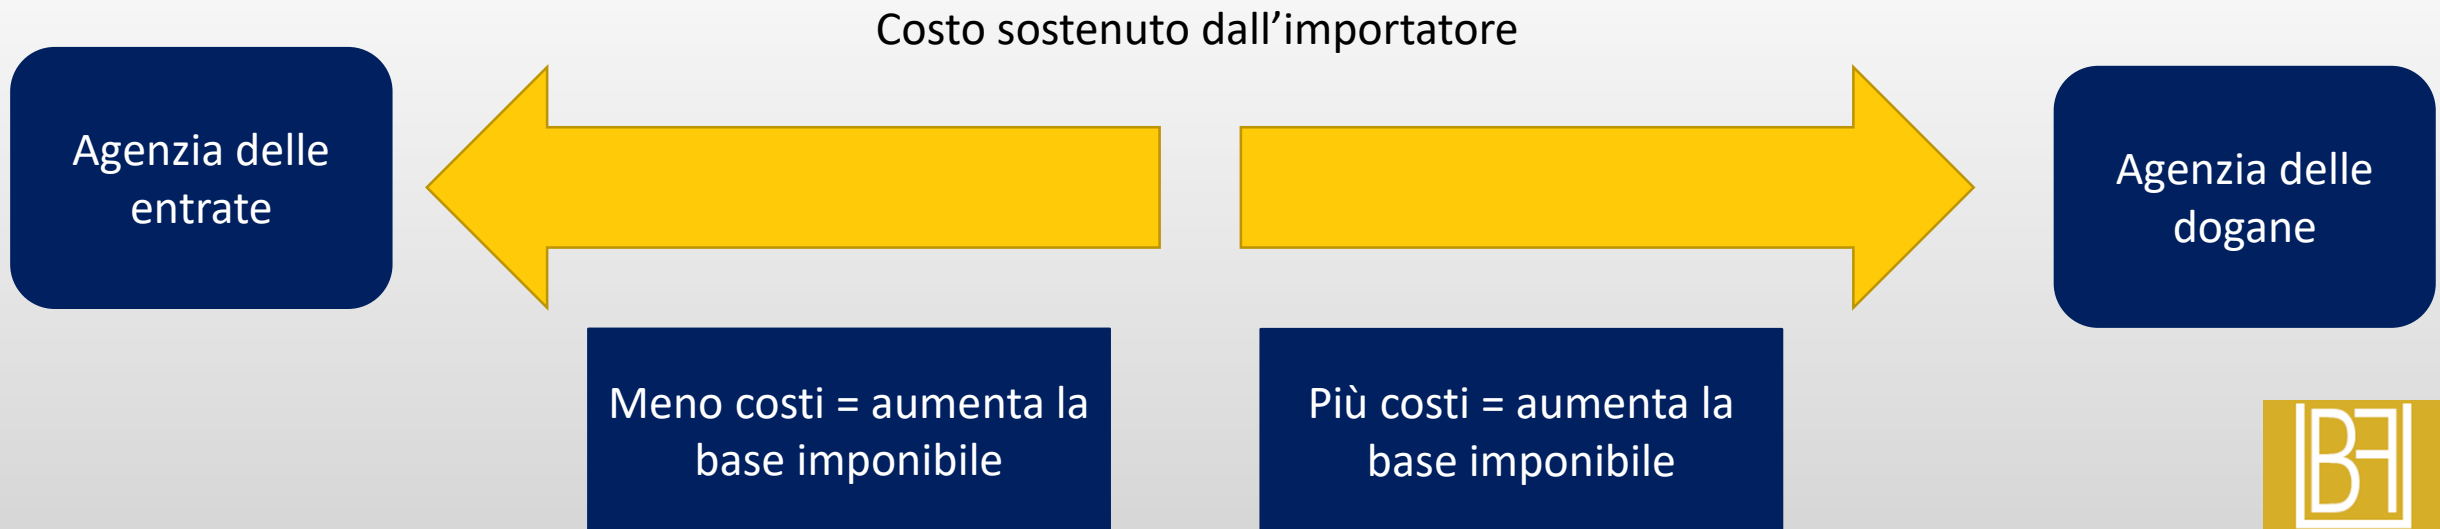 Costo sostenuto dall’importatore
Agenzia delle
entrate
Agenzia delle
dogane
Meno costi = aumenta la
base imponibile
Più costi = aumenta la
base imponibile
BF